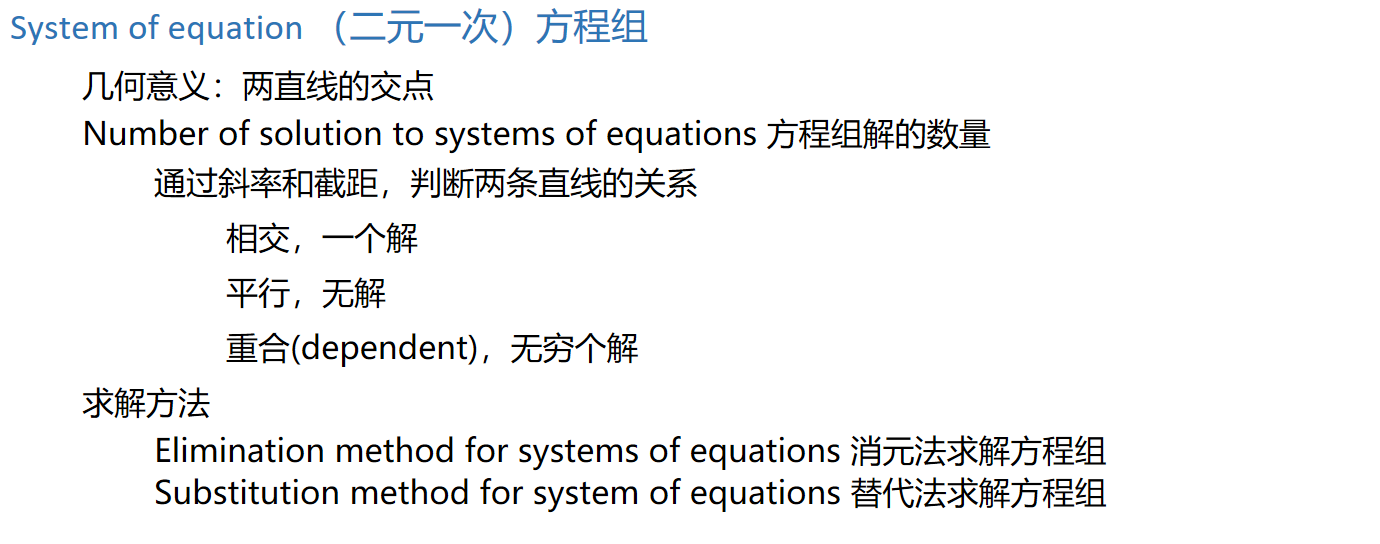 System of equation （二元一次）方程组
几何意义：两直线的交点
Number of solution to systems of equations 方程组解的数量
通过斜率和截距，判断两条直线的关系
相交，一个解
平行，无解
重合(dependent)，无穷个解
求解方法
Elimination method for systems of equations 消元法求解方程组
Substitution method for system of equations 替代法求解方程组